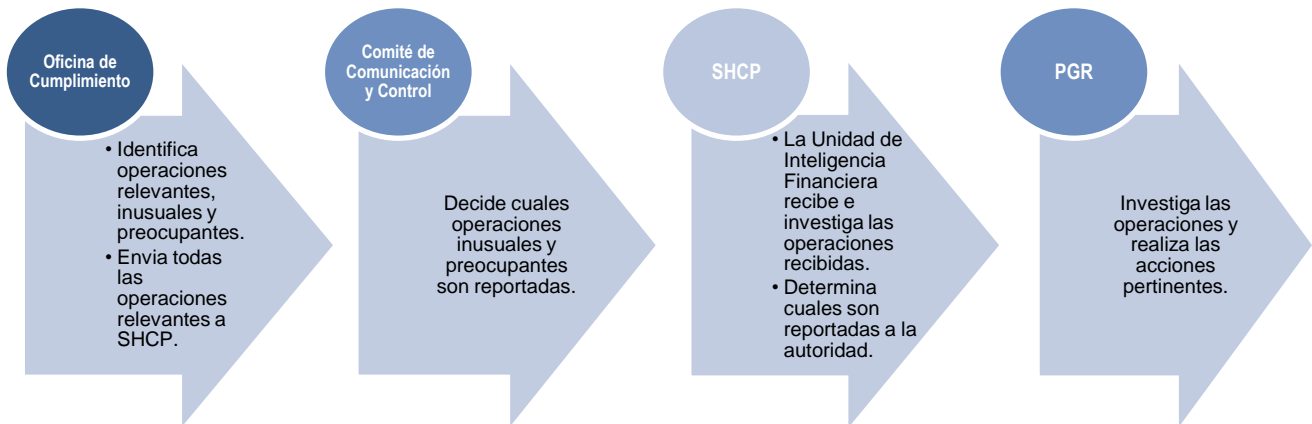 Oficina de
Cumplimiento
• Identifica
operaciones
relevantes,
inusuales y
preocupantes.
• Envia todas
las
operaciones
relevantes a
SHCP.
Comité de
Comunicación
y Control
Decide cuales
operaciones
inusuales y
preocupantes
son reportadas.
SHCP
• La Unidad de
Inteligencia
Financiera
recibe e
investiga las
operaciones
recibidas.
• Determina
cuales son
reportadas a la
autoridad.
PGR
Investiga las
operaciones y
realiza las
acciones
pertinentes.